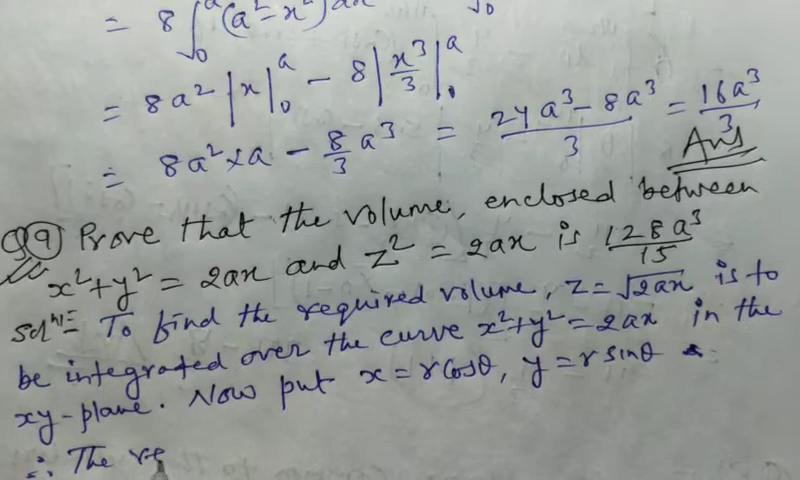 = 8 ∫₀ᵃ (a² - x²) dx
= 8a² |x|₀ᵃ - 8 |x³/3|₀ᵃ
= 8a² × a - 8/3 a³ = (24a³ - 8a³)/3 = 16a³/3
Ans
Q9 Prove that the volume, enclosed between
x² + y² = 2ax and z² = 2ax is 128a³/15
Solⁿ:- To find the required volume, z = √2ax is to
be integrated over the curve x² + y² = 2ax in the
xy-plane. Now put x = r cosθ, y = r sinθ
∴ The re